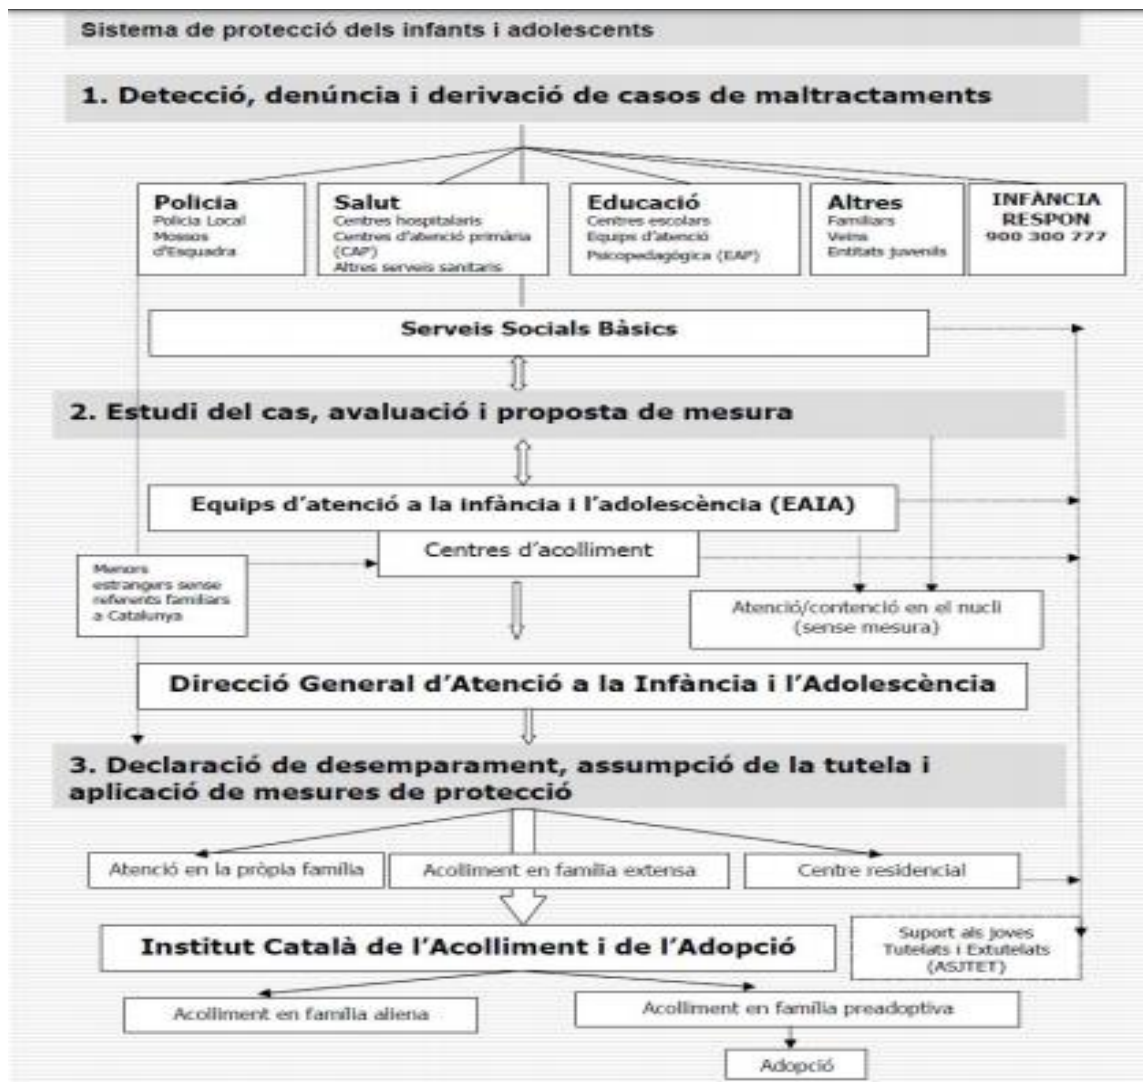 Sistema de protecció dels infants i adolescents
1. Detecció, denúncia i derivació de casos de maltractaments
Policia
Policia Local
Mossos
d'Esquadra
Salut
Centres hospitalaris
Centres d'atenció primària
(CAP)
Altres serveis sanitaris
Educació
Centres escolars
Equips d'atenció
Psicopedagògica (EAP)
Altres
Familiars
Veïns
Entitats juvenils
INFÀNCIA
RESPON
900 300 777
Serveis Socials Bàsics
2. Estudi del cas, avaluació i proposta de mesura
Equips d'atenció a la infància i l'adolescència (EAIA)
Centres d'acolliment
Menors
estrangers sense
referents familiars
a Catalunya
Atenció/contenció en el nucli
(sense mesura)
Direcció General d'Atenció a la Infància i l'Adolescència
3. Declaració de desemparament, assumpció de la tutela i
aplicació de mesures de protecció
Atenció en la pròpia família
Acolliment en família extensa
Centre residencial
Institut Català de l'Acolliment i de l'Adopció
Suport als joves
Tutelats i Extutelats
(ASJTET)
Acolliment en família aliena
Acolliment en família preadoptiva
Adopció